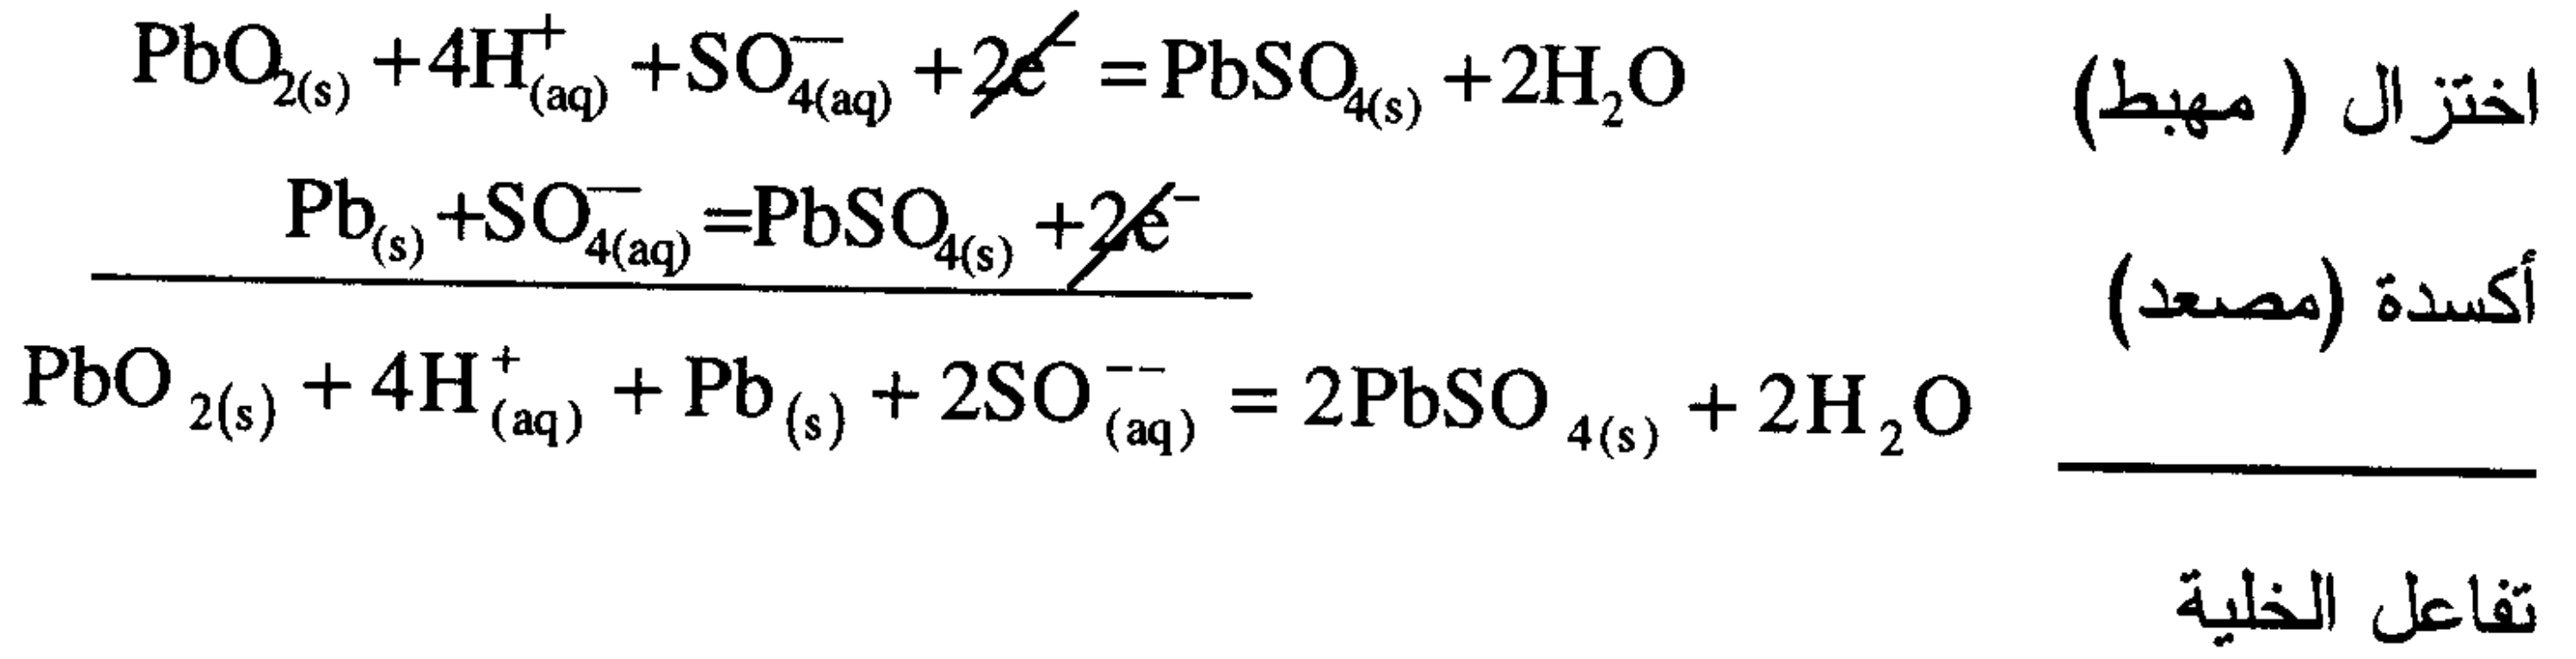 PbO₂(s) + 4H⁺(aq) + SO₄⁻⁻(aq) + 2e⁻ = PbSO₄(s) + 2H₂O اختزال ( مهبط)
Pb(s) + SO₄⁻⁻(aq) = PbSO₄(s) + 2e⁻
أكسدة (مصعد)
PbO₂(s) + 4H⁺(aq) + Pb(s) + 2SO⁻⁻(aq) = 2PbSO₄(s) + 2H₂O
تفاعل الخلية